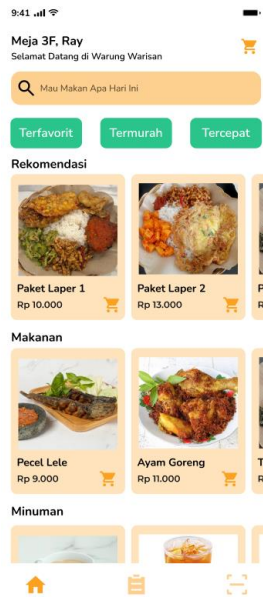 9:41
Meja 3F, Ray
Selamat Datang di Warung Warisan
Mau Makan Apa Hari Ini
Terfavorit Termurah Tercepat
Rekomendasi
Paket Laper 1 Paket Laper 2 P
Rp 10.000 Rp 13.000 R
Makanan
Pecel Lele Ayam Goreng T
Rp 9.000 Rp 11.000 R
Minuman